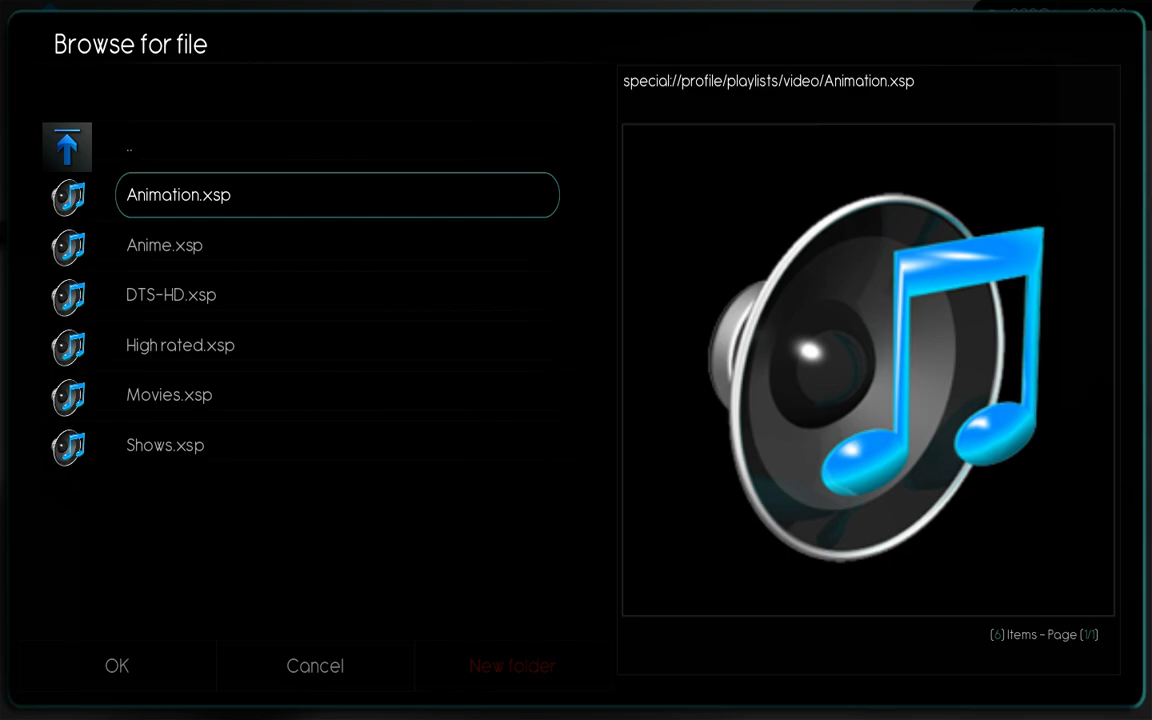 Browse for file
special://profile/playlists/video/Animation.xsp
..
Animation.xsp
Anime.xsp
DTS-HD.xsp
High rated.xsp
Movies.xsp
Shows.xsp
(6) Items - Page (1/1)
OK
Cancel
New folder